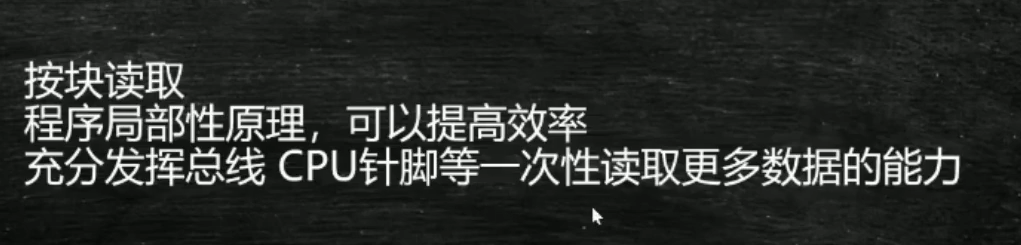 按块读取
程序局部性原理，可以提高效率
充分发挥总线 CPU针脚等一次性读取更多数据的能力